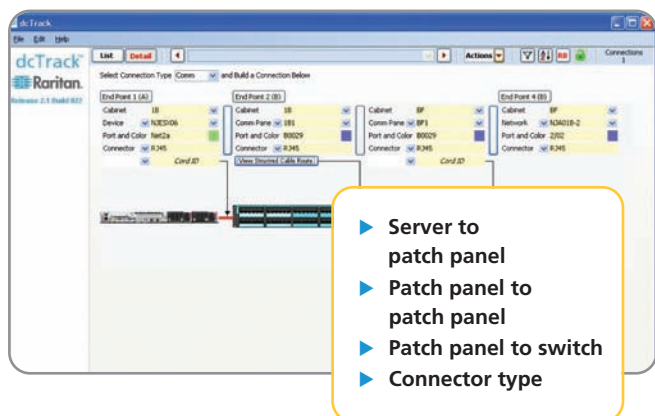 dcTrack
File Edit Help
dcTrack™
Raritan.
Release 2.1 Build 022
List Detail Actions RB Connections
1
Select Connection Type Comm and Build a Connection Below
End Point 1 (A) End Point 2 (B) End Point 4 (B)
Cabinet 1B Cabinet 1B Cabinet BF Cabinet BF
Device NJESX06 Comm Pane 1B1 Comm Pane BF1 Network NJA01B-2
Port and Color Net2a Port and Color B0029 Port and Color B0029 Port and Color 2/02
Connector RJ45 Connector RJ45 Connector RJ45 Connector RJ45
Cord ID View Structured Cable Route Cord ID
Server to
patch panel
Patch panel to
patch panel
Patch panel to switch
Connector type